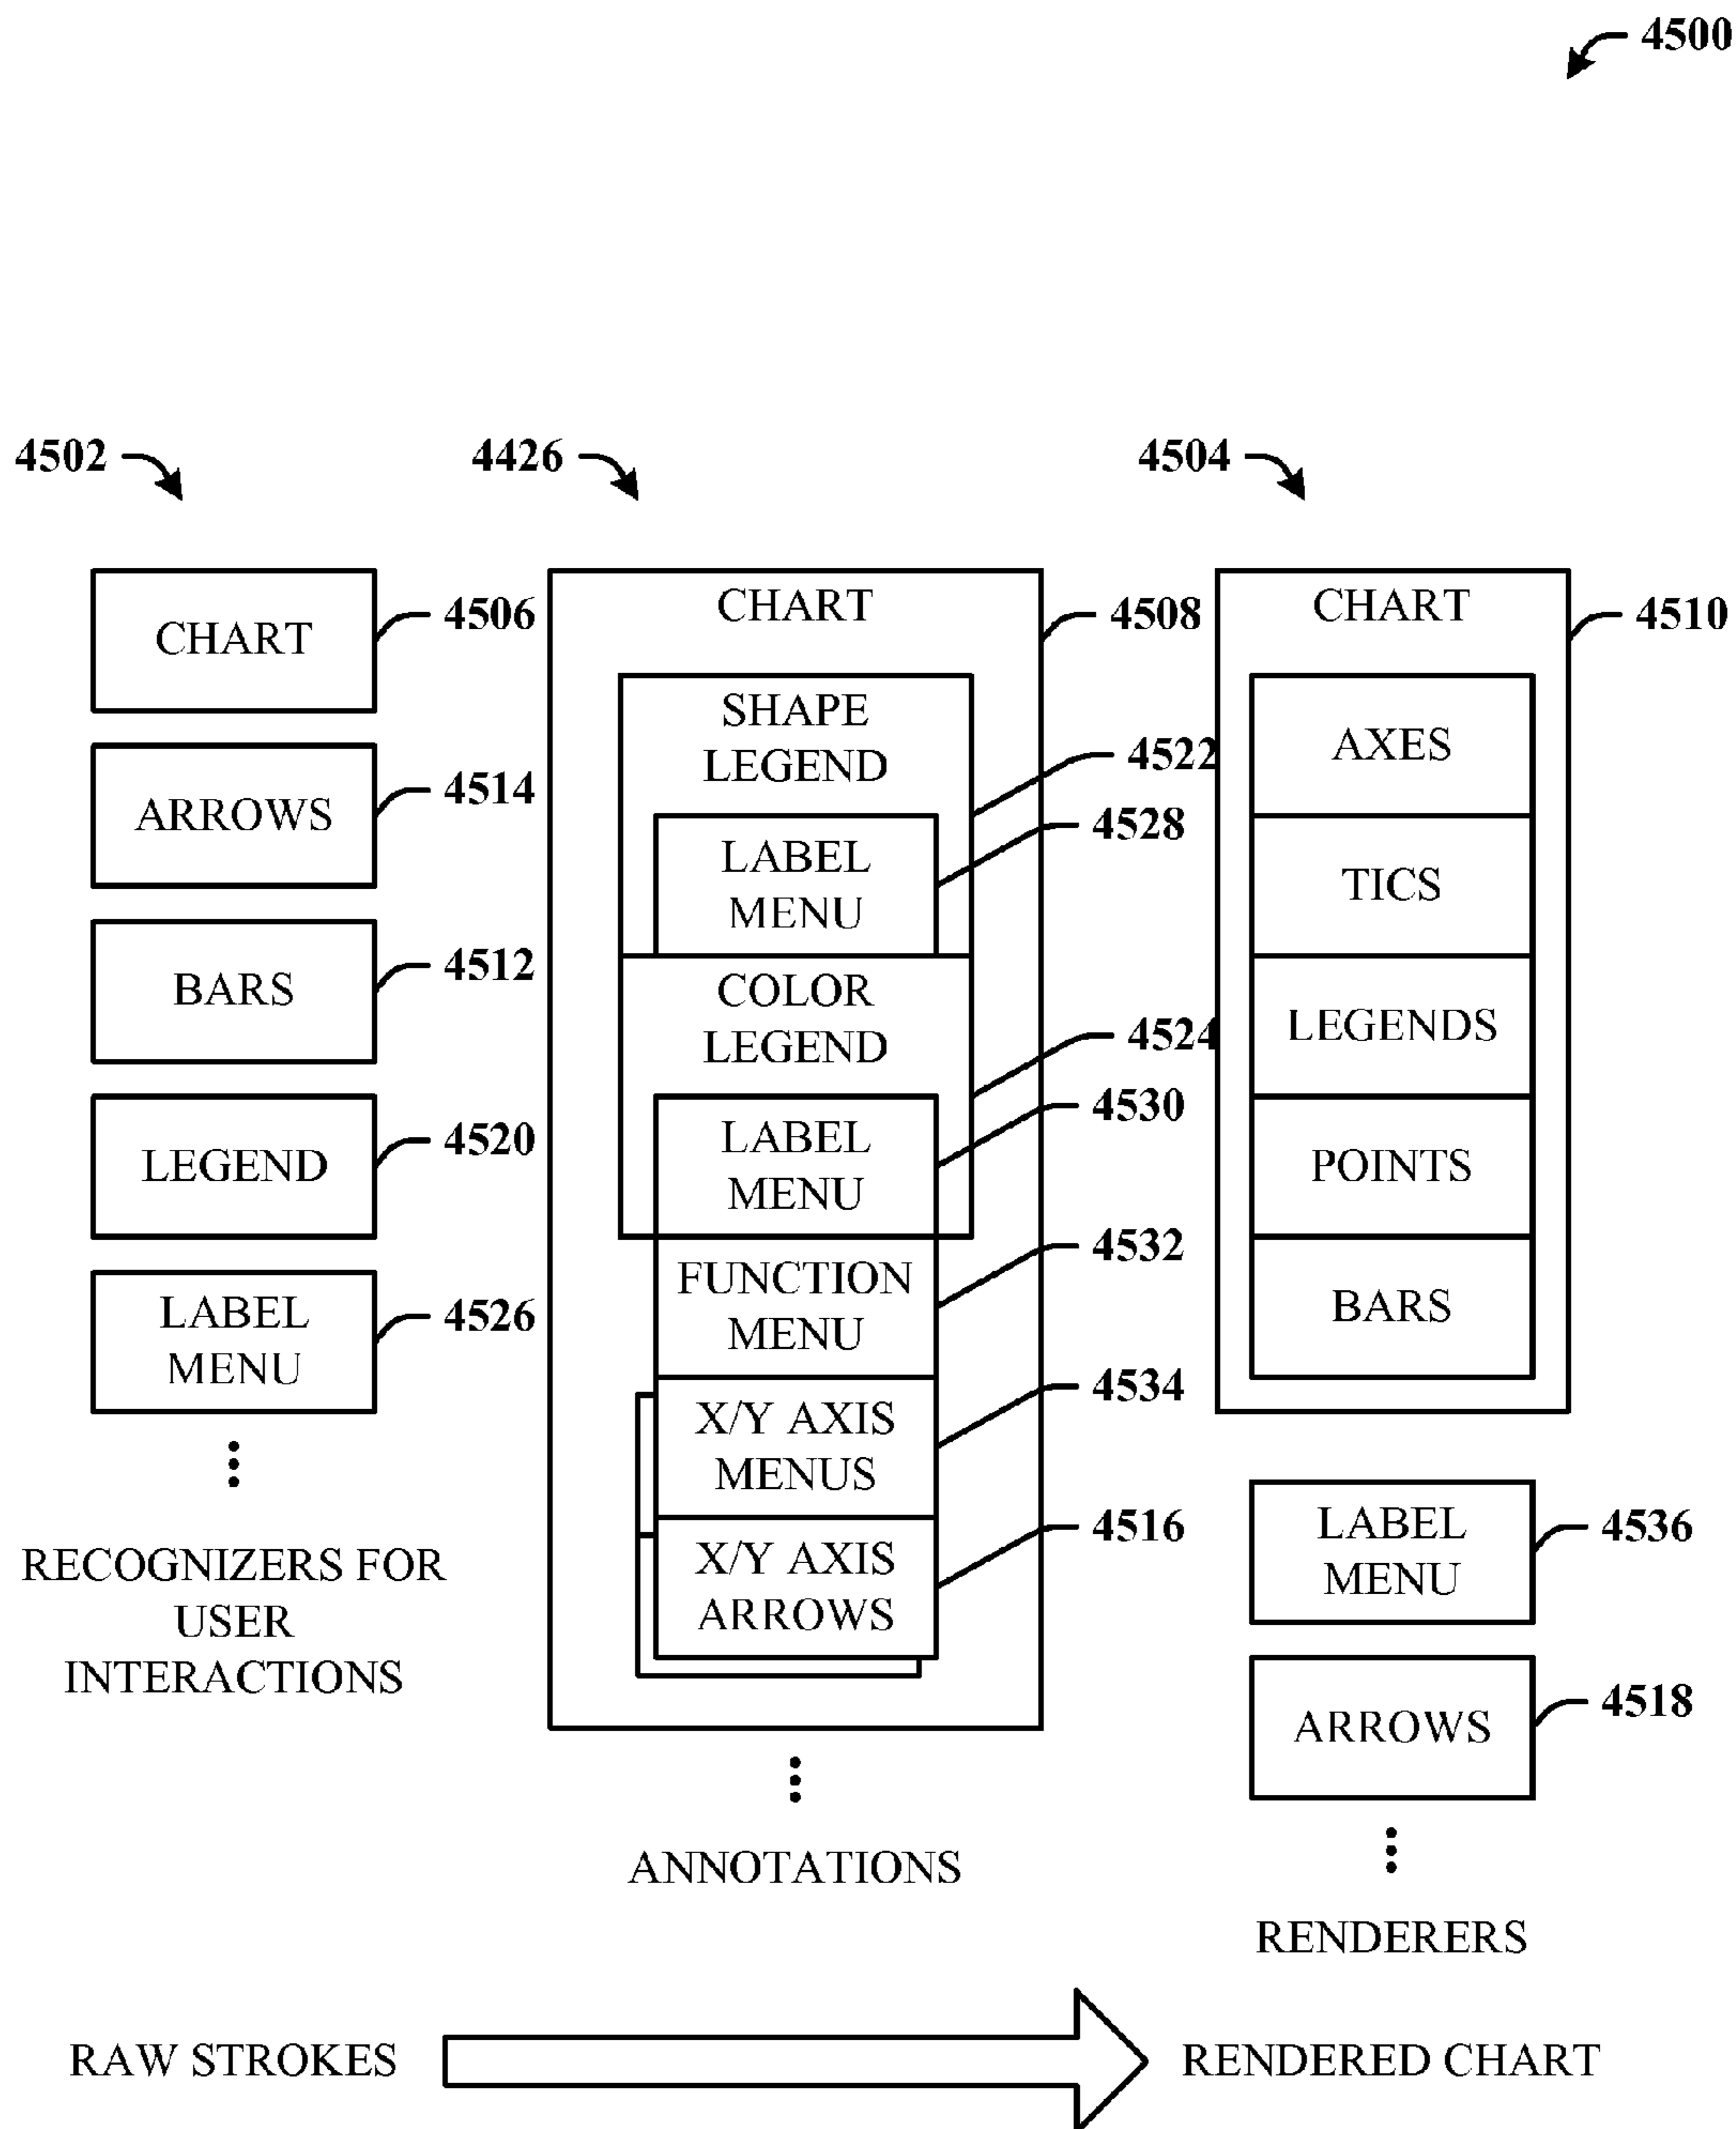 4500
4502
4426
4504
CHART
4506
ARROWS
4514
BARS
4512
LEGEND
4520
LABEL
MENU
4526
RECOGNIZERS FOR
USER
INTERACTIONS
CHART
4508
SHAPE
LEGEND
4522
LABEL
MENU
4528
COLOR
LEGEND
4524
LABEL
MENU
4530
FUNCTION
MENU
4532
X/Y AXIS
MENUS
4534
X/Y AXIS
ARROWS
4516
ANNOTATIONS
CHART
4510
AXES
TICS
LEGENDS
POINTS
BARS
LABEL
MENU
4536
ARROWS
4518
RENDERERS
RAW STROKES
RENDERED CHART